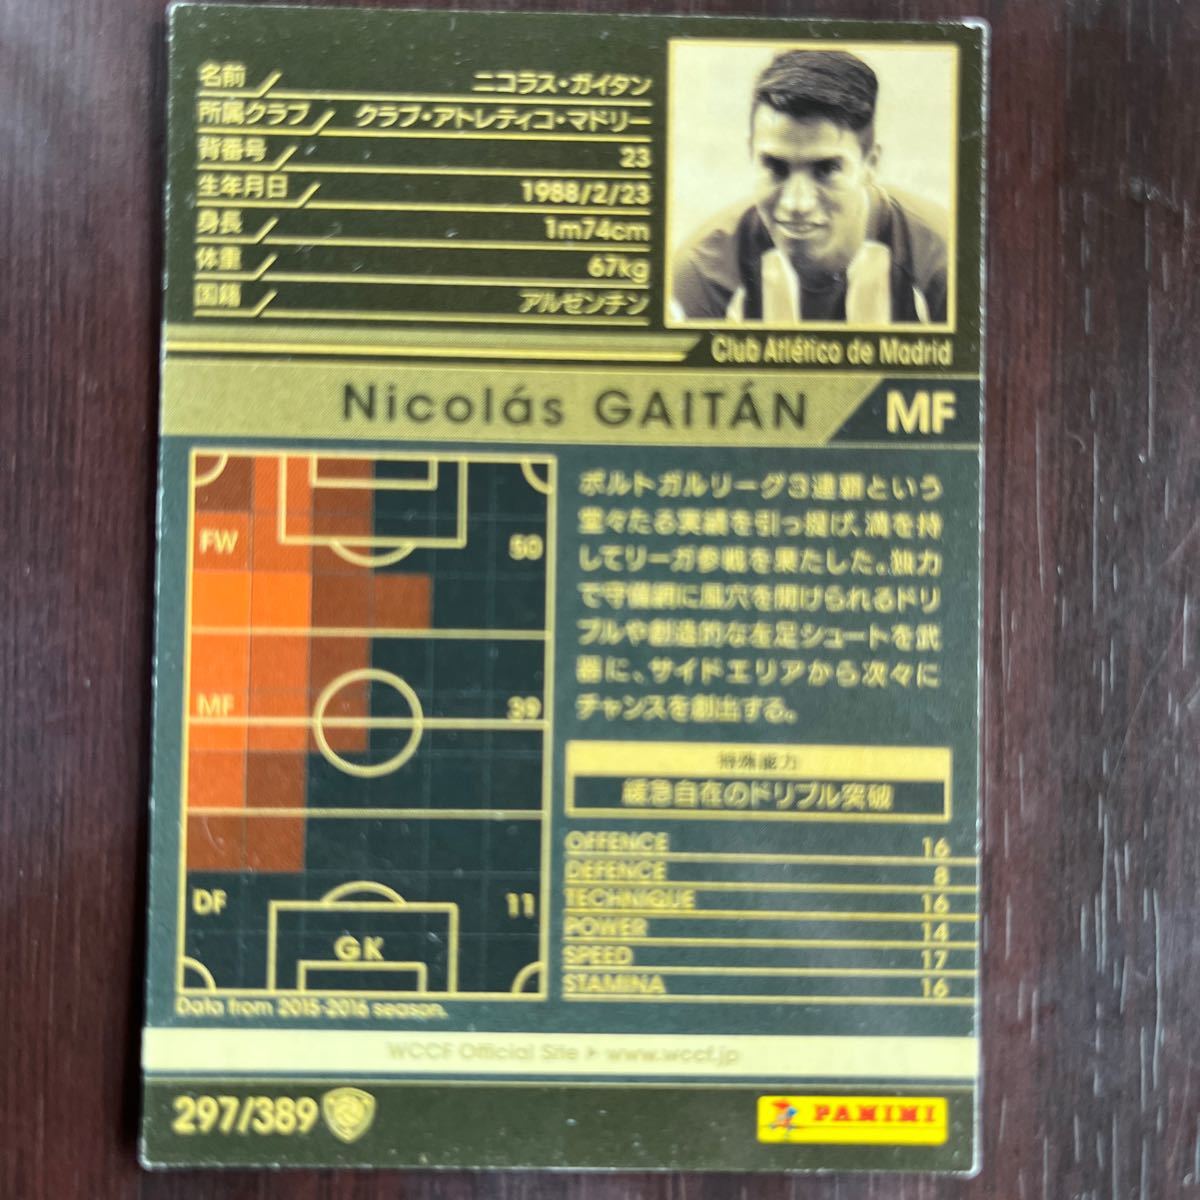 名前 ニコラス・ガイタン
所属クラブ クラブ・アトレティコ・マドリー
背番号 23
生年月日 1988/2/23
身長 1m74cm
体重 67kg
国籍 アルゼンチン
Club Atlético de Madrid
Nicolás GAITÁN MF
FW 50
MF 39
DF 11
GK
Data from 2015-2016 season.
ポルトガルリーグ3連覇という
堂々たる実績を引っ提げ、満を持
してリーガ参戦を果たした。独力
で守備網に風穴を開けられるドリ
ブルや創造的な左足シュートを武
器に、サイドエリアから次々に
チャンスを創出する。
特殊能力
緩急自在のドリブル突破
OFFENCE 16
DEFENCE 8
TECHNIQUE 16
POWER 14
SPEED 17
STAMINA 16
WCCF Official Site ▶ www.wccf.jp
297/389
PANINI